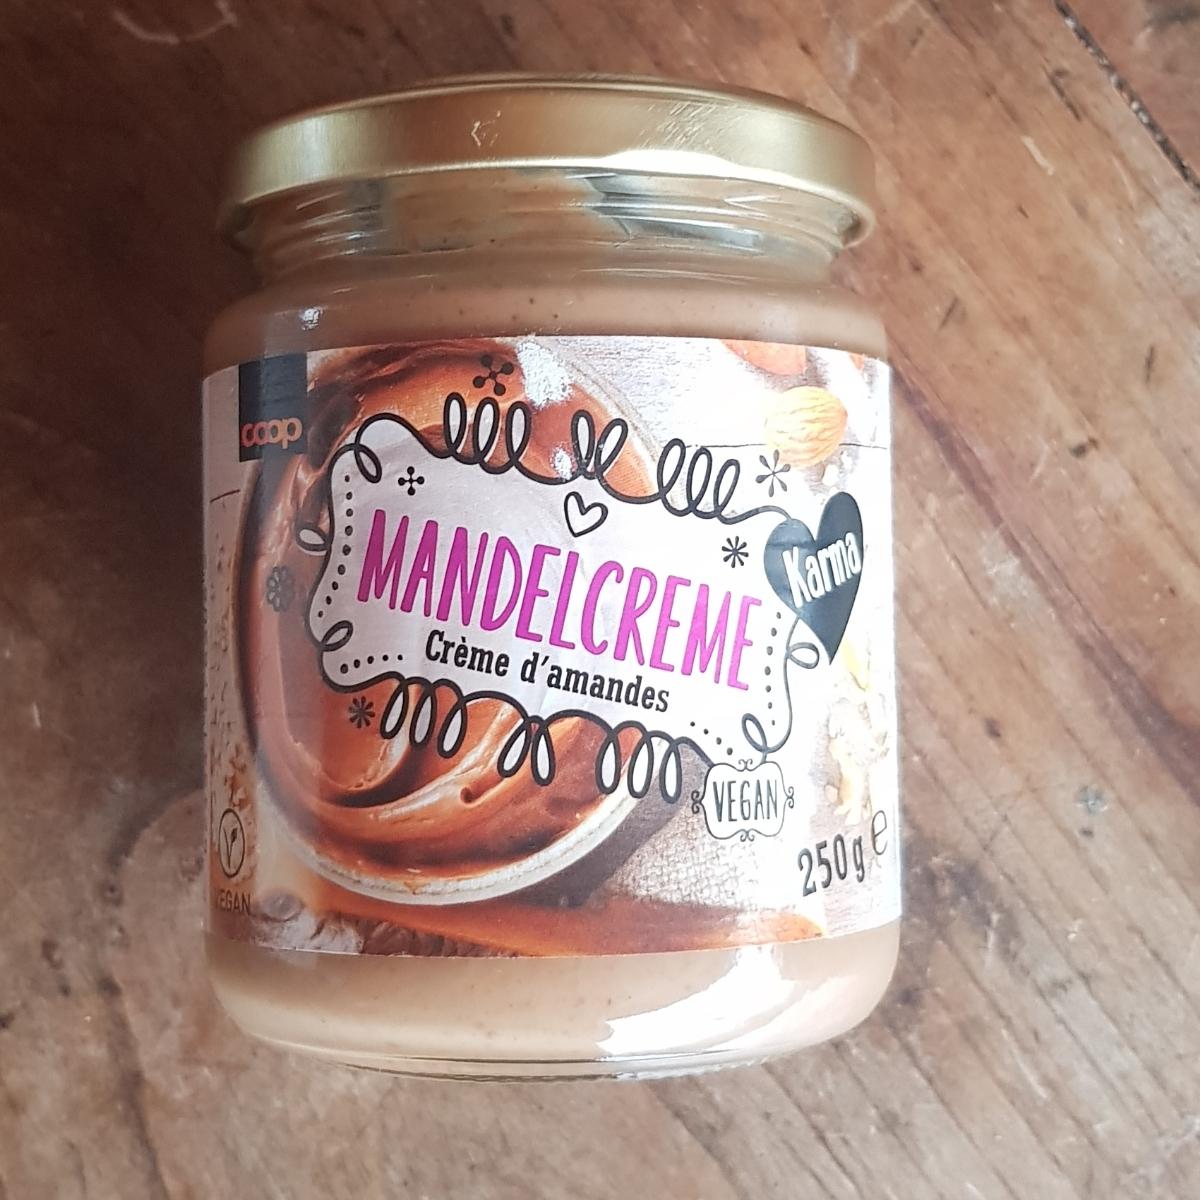 coop
MANDELCREME
Crème d'amandes
Karma
VEGAN
250g e
VEGAN